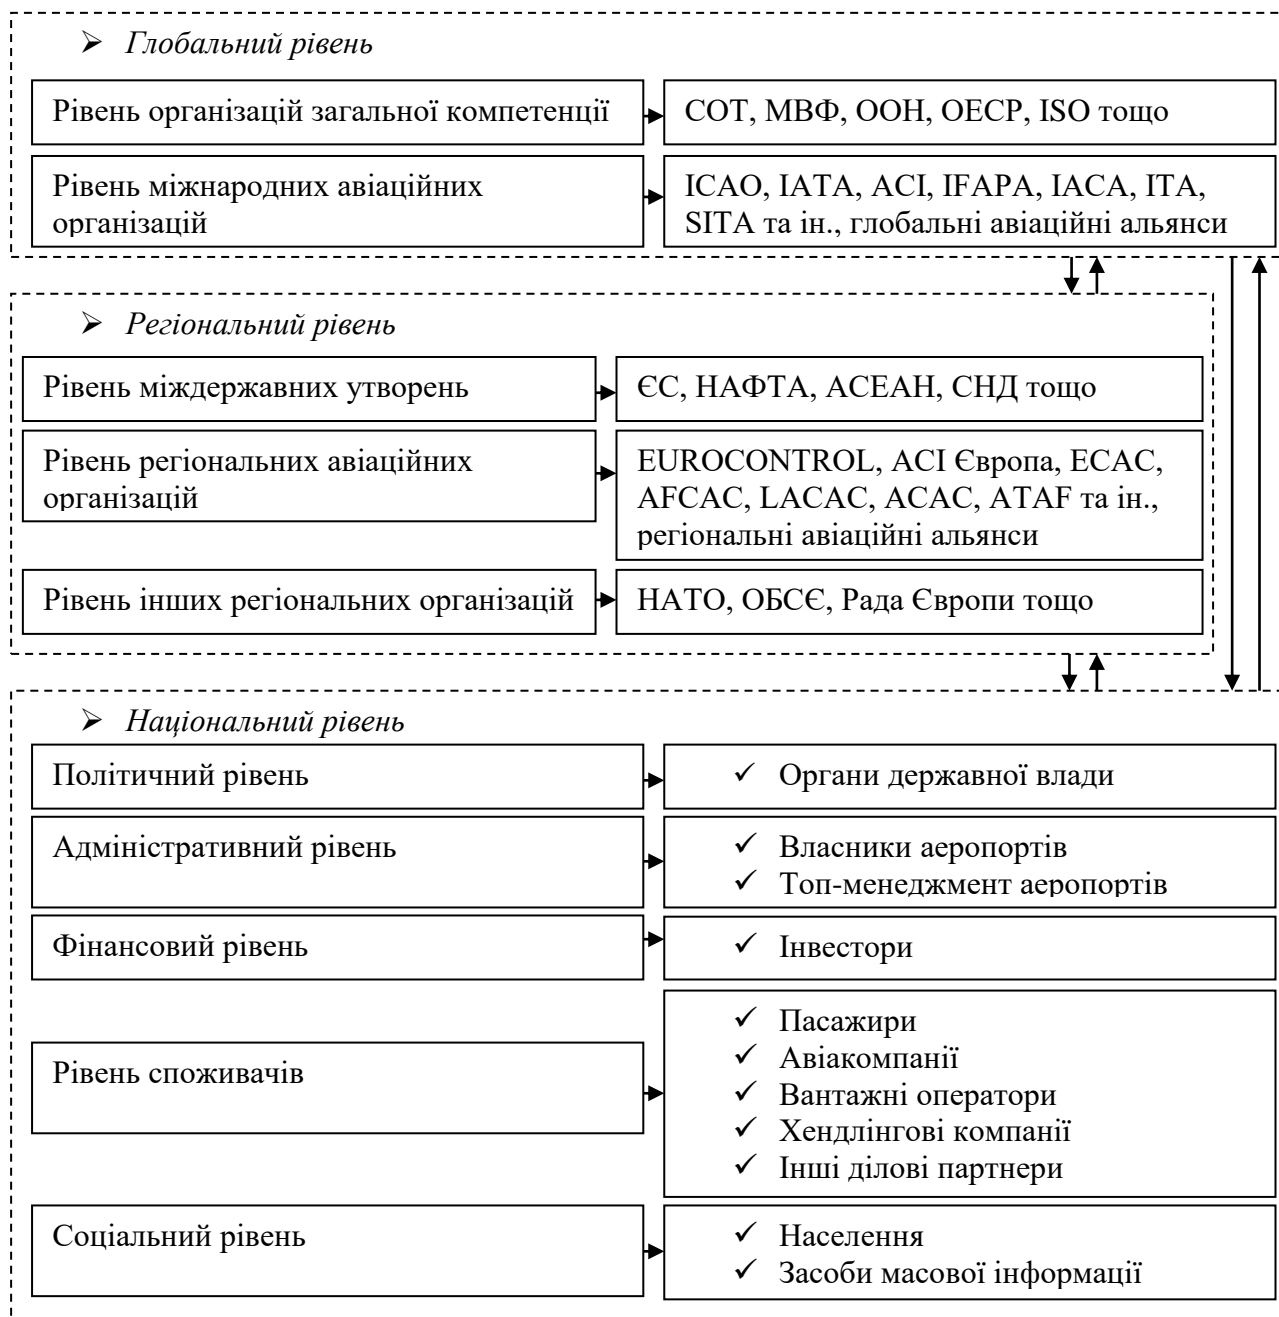 ➢ Глобальний рівень
Рівень організацій загальної компетенції
СОТ, МВФ, ООН, ОЕСР, ISO тощо
Рівень міжнародних авіаційних
організацій
ICAO, IATA, ACI, IFAPA, IACA, ITA,
SITA та ін., глобальні авіаційні альянси
➢ Регіональний рівень
Рівень міждержавних утворень
ЄС, НАФТА, АСЕАН, СНД тощо
Рівень регіональних авіаційних
організацій
EUROCONTROL, ACI Європа, ECAC,
AFCAC, LACAC, ACAC, ATAF та ін.,
регіональні авіаційні альянси
Рівень інших регіональних організацій
НАТО, ОБСЄ, Рада Європи тощо
➢ Національний рівень
Політичний рівень
✓ Органи державної влади
Адміністративний рівень
✓ Власники аеропортів
✓ Топ-менеджмент аеропортів
Фінансовий рівень
✓ Інвестори
Рівень споживачів
✓ Пасажири
✓ Авіакомпанії
✓ Вантажні оператори
✓ Хендлінгові компанії
✓ Інші ділові партнери
Соціальний рівень
✓ Населення
✓ Засоби масової інформації